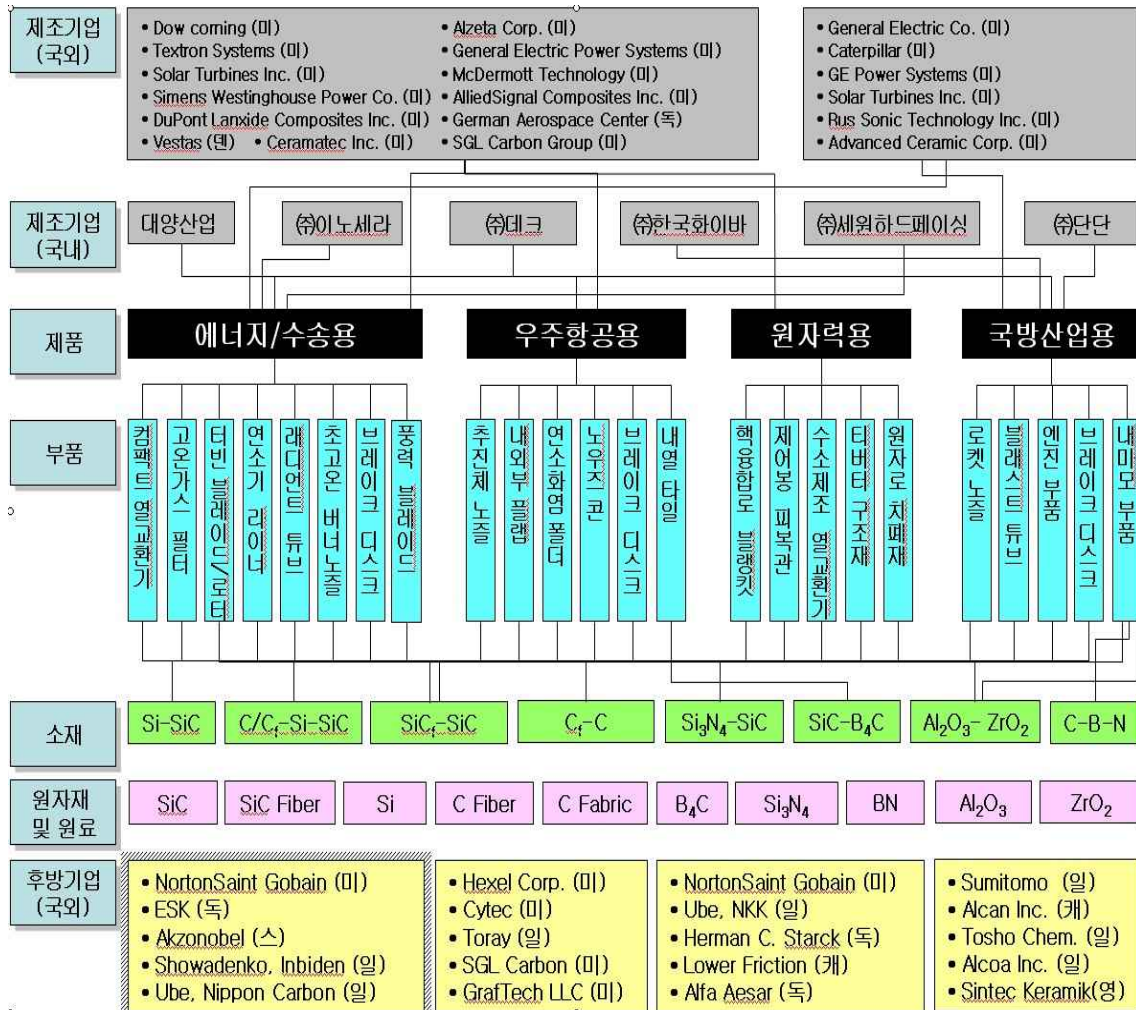 제조기업
(국외)
• Dow corning (미)
• Textron Systems (미)
• Solar Turbines Inc. (미)
• Simens Westinghouse Power Co. (미)
• DuPont Lanxide Composites Inc. (미)
• Vestas (덴) • Ceramatec Inc. (미)
• Alzeta Corp. (미)
• General Electric Power Systems (미)
• McDermott Technology (미)
• AlliedSignal Composites Inc. (미)
• German Aerospace Center (독)
• SGL Carbon Group (미)
• General Electric Co. (미)
• Caterpillar (미)
• GE Power Systems (미)
• Solar Turbines Inc. (미)
• Rus Sonic Technology Inc. (미)
• Advanced Ceramic Corp. (미)
제조기업
(국내)
대양산업
㈜이노세라
㈜데크
㈜한국화이바
㈜세원하드페이싱
㈜단단
제품
에너지/수송용
우주항공용
원자력용
국방산업용
부품
컴팩트 열교환기
고온가스 필터
터빈 블레이드/로터
연소기 라이너
래디언트 튜브
초고온 버너노즐
브레이크 디스크
풍력 블레이드
추진체 노즐
내외부 플랩
연소화염 폴더
노우즈 콘
브레이크 디스크
내열 타일
핵융합로 블랭킷
제어봉 피복관
수소제조 열교환기
티버터 구조재
원자로 차폐재
로켓 노즐
블래스트 튜브
엔진 부품
브레이크 디스크
내마모 부품
소재
Si-SiC
C/Cf-Si-SiC
SiCf-SiC
Cf-C
Si3N4-SiC
SiC-B4C
Al2O3- ZrO2
C-B-N
원자재
및 원료
SiC
SiC Fiber
Si
C Fiber
C Fabric
B4C
Si3N4
BN
Al2O3
ZrO2
후방기업
(국외)
• NortonSaint Gobain (미)
• ESK (독)
• Akzonobel (스)
• Showadenko, Inbiden (일)
• Ube, Nippon Carbon (일)
• Hexel Corp. (미)
• Cytec (미)
• Toray (일)
• SGL Carbon (미)
• GrafTech LLC (미)
• NortonSaint Gobain (미)
• Ube, NKK (일)
• Herman C. Starck (독)
• Lower Friction (캐)
• Alfa Aesar (독)
• Sumitomo (일)
• Alcan Inc. (캐)
• Tosho Chem. (일)
• Alcoa Inc. (일)
• Sintec Keramik(영)